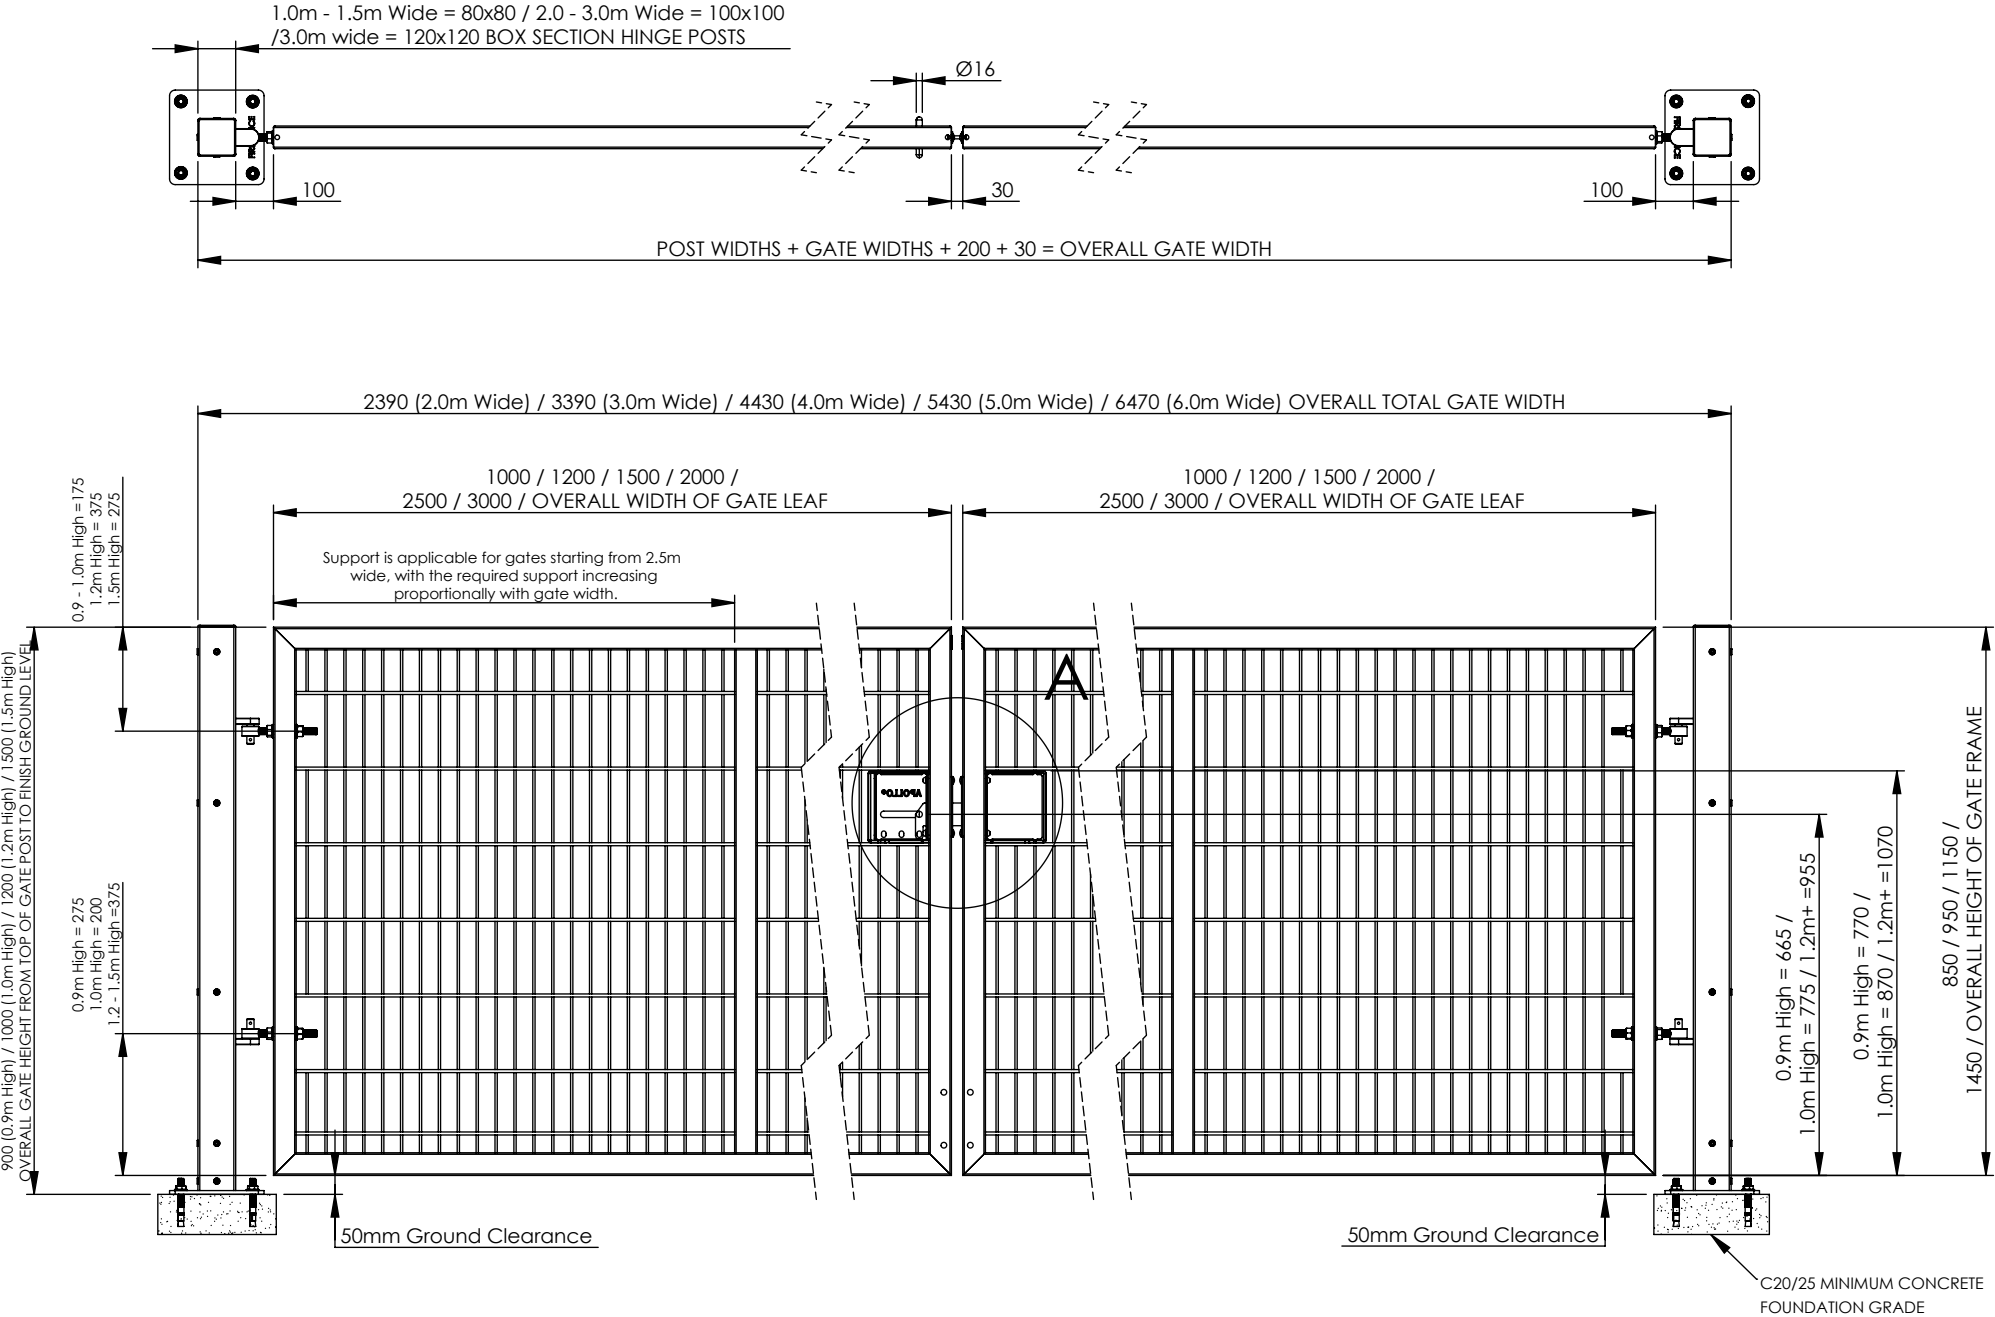 1.0m - 1.5m Wide = 80x80 / 2.0 - 3.0m Wide = 100x100
/3.0m wide = 120x120 BOX SECTION HINGE POSTS
Ø16
100
30
100
POST WIDTHS + GATE WIDTHS + 200 + 30 = OVERALL GATE WIDTH
2390 (2.0m Wide) / 3390 (3.0m Wide) / 4430 (4.0m Wide) / 5430 (5.0m Wide) / 6470 (6.0m Wide) OVERALL TOTAL GATE WIDTH
1000 / 1200 / 1500 / 2000 /
2500 / 3000 / OVERALL WIDTH OF GATE LEAF
1000 / 1200 / 1500 / 2000 /
2500 / 3000 / OVERALL WIDTH OF GATE LEAF
0.9 - 1.0m High =175
1.2m High = 375
1.5m High = 275
Support is applicable for gates starting from 2.5m
wide, with the required support increasing
proportionally with gate width.
900 (0.9m High) / 1000 (1.0m High) / 1200 (1.2m High) / 1500 (1.5m High)
OVERALL GATE HEIGHT FROM TOP OF GATE POST TO FINISH GROUND LEVEL
A
APOLLO®
0.9m High = 275
1.0m High = 200
1.2 - 1.5m High =375
0.9m High = 665 /
1.0m High = 775 / 1.2m+ =955
0.9m High = 770 /
1.0m High = 870 / 1.2m+ =1070
850 / 950 / 1150 /
1450 / OVERALL HEIGHT OF GATE FRAME
50mm Ground Clearance
50mm Ground Clearance
C20/25 MINIMUM CONCRETE
FOUNDATION GRADE